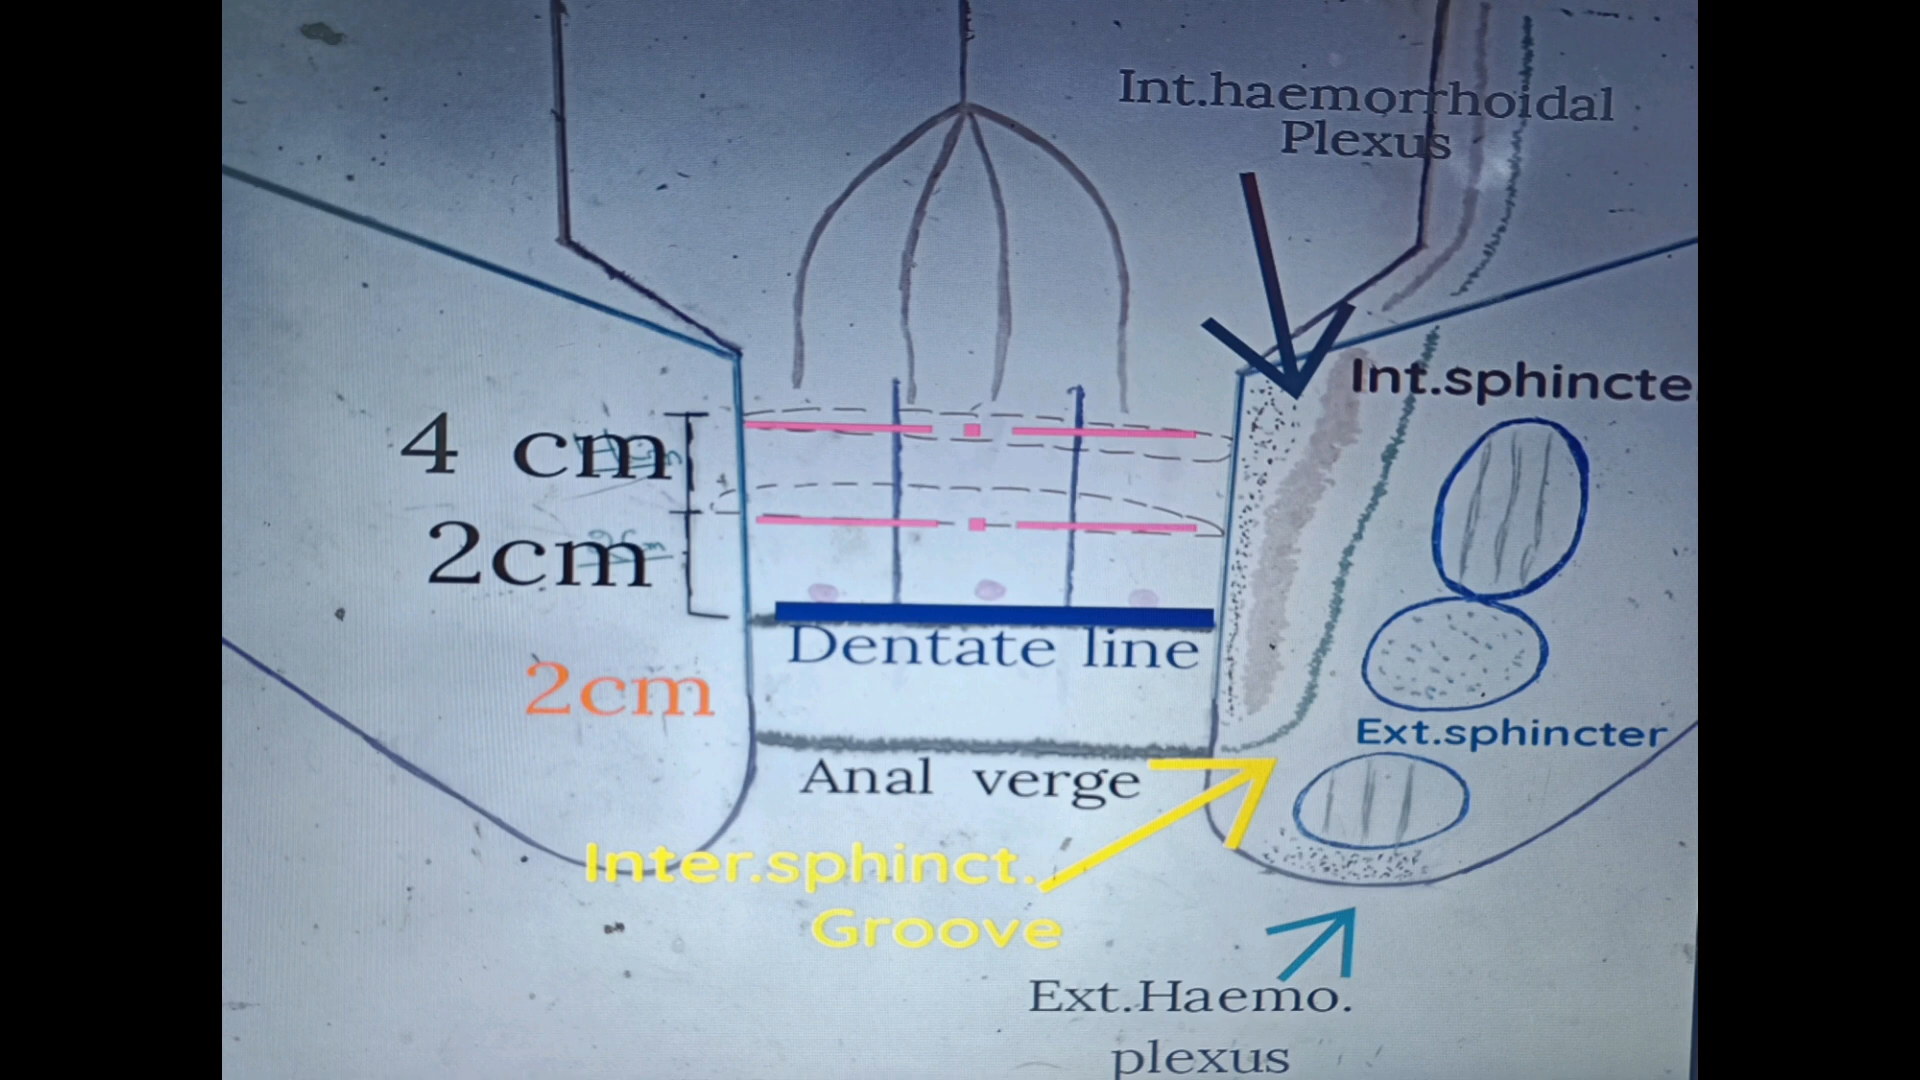 Int.haemorrhoidal
Plexus
Int.sphincte
4 cm
2cm
Dentate line
2cm
Ext.sphincter
Anal verge
Inter.sphinct.
Groove
Ext.Haemo.
plexus